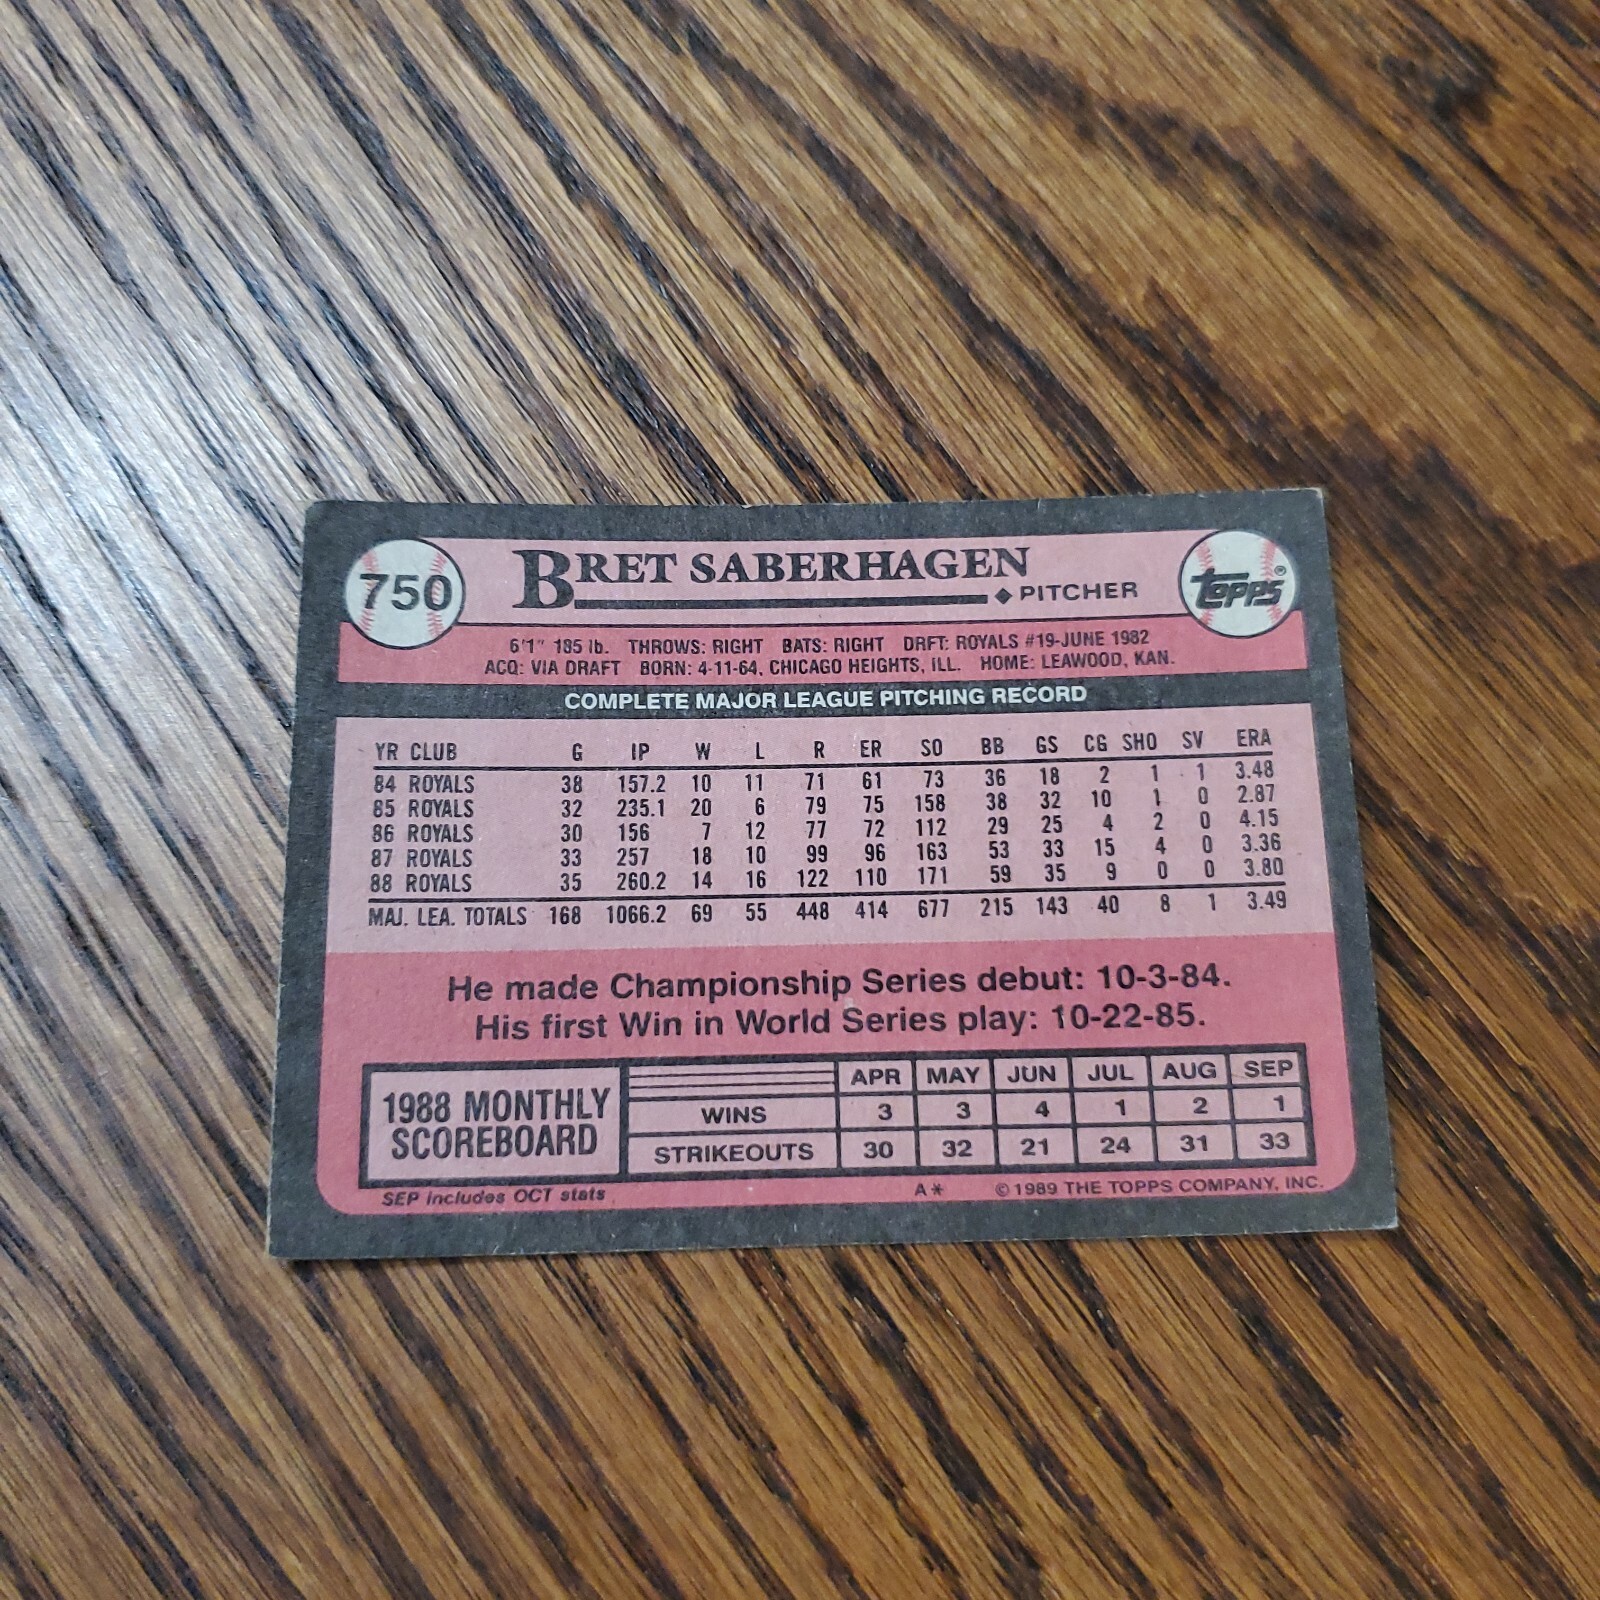 750
BRET SABERHAGEN
◆ PITCHER
TOPPS®
6'1" 185 lb. THROWS: RIGHT BATS: RIGHT DRFT: ROYALS #19-JUNE 1982
ACQ: VIA DRAFT BORN: 4-11-64, CHICAGO HEIGHTS, ILL. HOME: LEAWOOD, KAN.
COMPLETE MAJOR LEAGUE PITCHING RECORD
YR CLUB G IP W L R ER SO BB GS CG SHO SV ERA
84 ROYALS 38 157.2 10 11 71 61 73 36 18 2 1 1 3.48
85 ROYALS 32 235.1 20 6 79 75 158 38 32 10 1 0 2.87
86 ROYALS 30 156 7 12 77 72 112 29 25 4 2 0 4.15
87 ROYALS 33 257 18 10 99 96 163 53 33 15 4 0 3.36
88 ROYALS 35 260.2 14 16 122 110 171 59 35 9 0 0 3.80
MAJ. LEA. TOTALS 168 1066.2 69 55 448 414 677 215 143 40 8 1 3.49
He made Championship Series debut: 10-3-84.
His first Win in World Series play: 10-22-85.
1988 MONTHLY
SCOREBOARD
APR MAY JUN JUL AUG SEP
WINS 3 3 4 1 2 1
STRIKEOUTS 30 32 21 24 31 33
SEP includes OCT stats
A* © 1989 THE TOPPS COMPANY, INC.